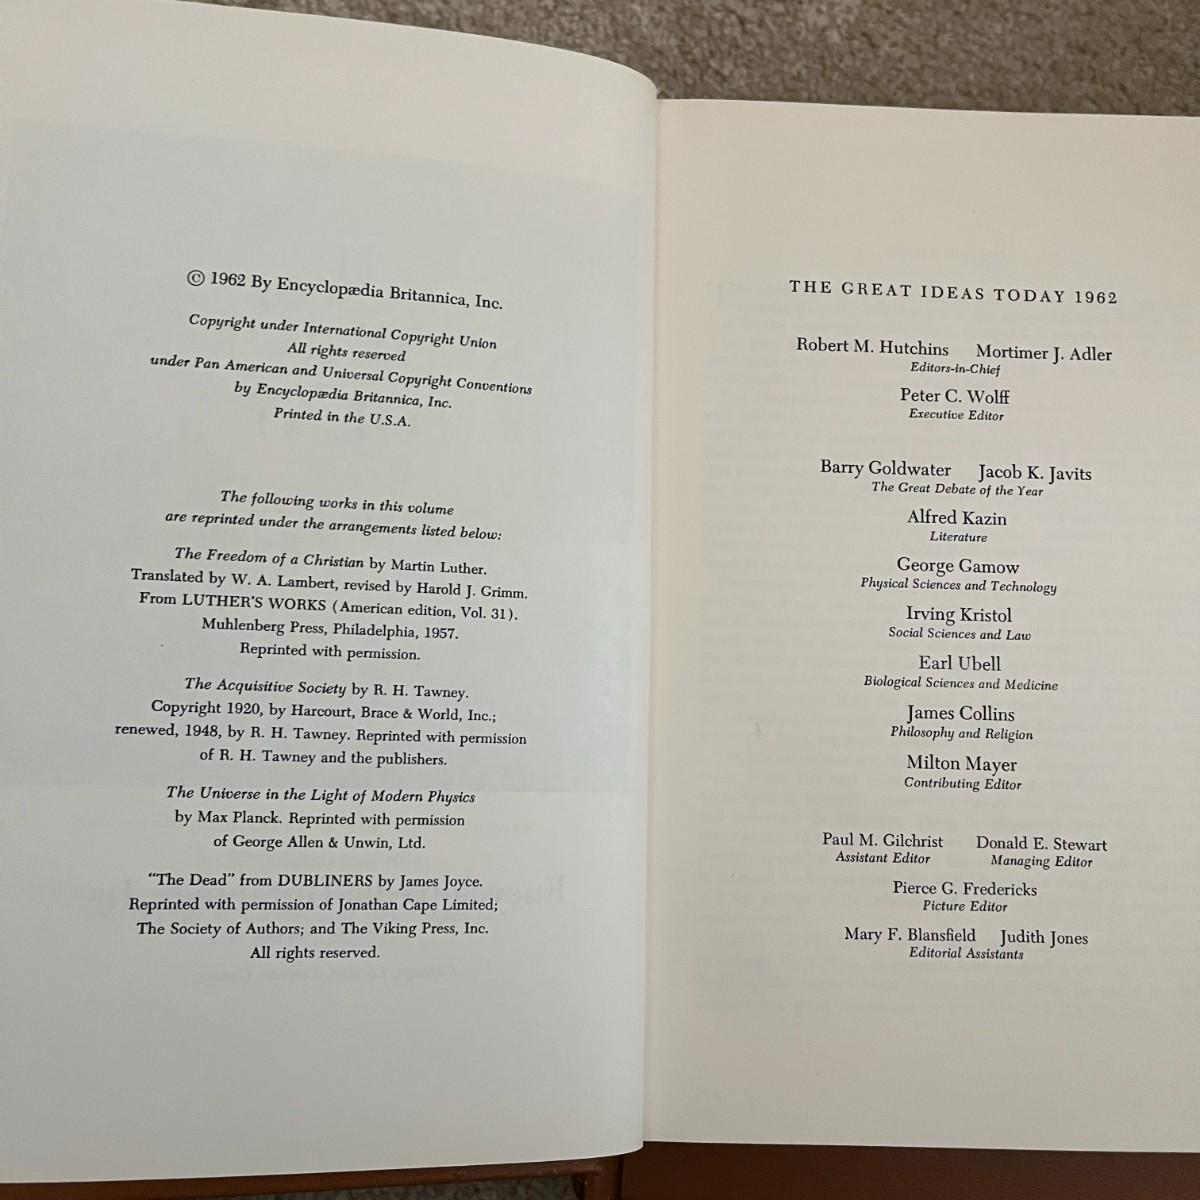 © 1962 By Encyclopædia Britannica, Inc.
Copyright under International Copyright Union
All rights reserved
under Pan American and Universal Copyright Conventions
by Encyclopædia Britannica, Inc.
Printed in the U.S.A.
The following works in this volume
are reprinted under the arrangements listed below:
The Freedom of a Christian by Martin Luther.
Translated by W. A. Lambert, revised by Harold J. Grimm.
From LUTHER'S WORKS (American edition, Vol. 31).
Muhlenberg Press, Philadelphia, 1957.
Reprinted with permission.
The Acquisitive Society by R. H. Tawney.
Copyright 1920, by Harcourt, Brace & World, Inc.;
renewed, 1948, by R. H. Tawney. Reprinted with permission
of R. H. Tawney and the publishers.
The Universe in the Light of Modern Physics
by Max Planck. Reprinted with permission
of George Allen & Unwin, Ltd.
“The Dead” from DUBLINERS by James Joyce.
Reprinted with permission of Jonathan Cape Limited;
The Society of Authors; and The Viking Press, Inc.
All rights reserved.
THE GREAT IDEAS TODAY 1962
Robert M. Hutchins Mortimer J. Adler
Editors-in-Chief
Peter C. Wolff
Executive Editor
Barry Goldwater Jacob K. Javits
The Great Debate of the Year
Alfred Kazin
Literature
George Gamow
Physical Sciences and Technology
Irving Kristol
Social Sciences and Law
Earl Ubell
Biological Sciences and Medicine
James Collins
Philosophy and Religion
Milton Mayer
Contributing Editor
Paul M. Gilchrist Donald E. Stewart
Assistant Editor Managing Editor
Pierce G. Fredericks
Picture Editor
Mary F. Blansfield Judith Jones
Editorial Assistants